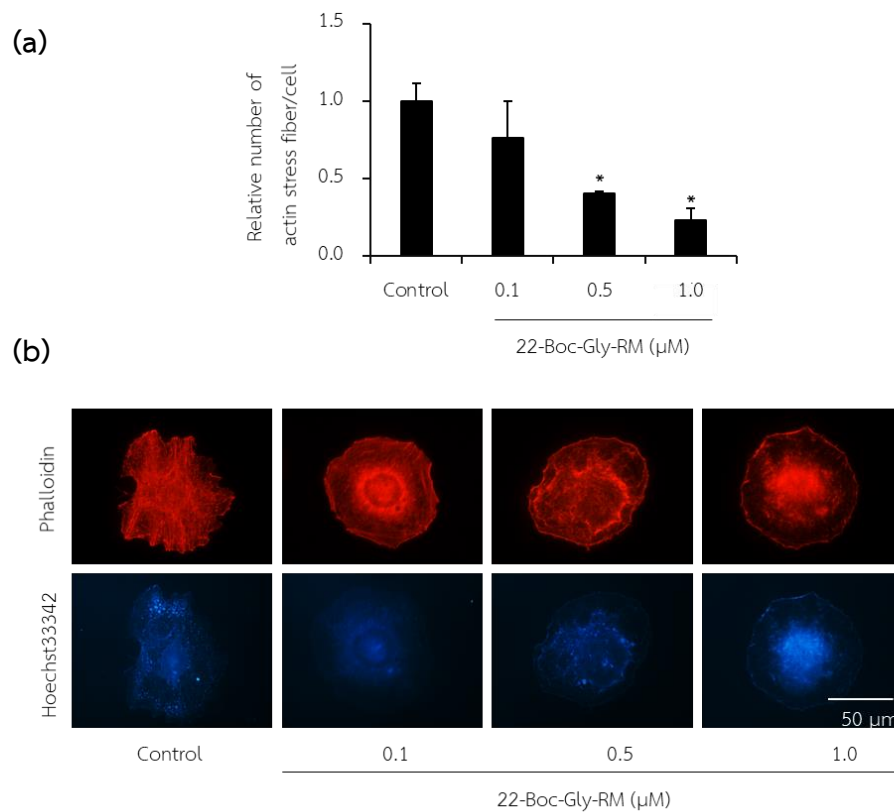 (a)
Relative number of
actin stress fiber/cell
1.5
1.0
0.5
0.0
*
*
Control 0.1 0.5 1.0
22-Boc-Gly-RM (µM)
(b)
Phalloidin
Hoechst33342
50 µm
Control 0.1 0.5 1.0
22-Boc-Gly-RM (µM)